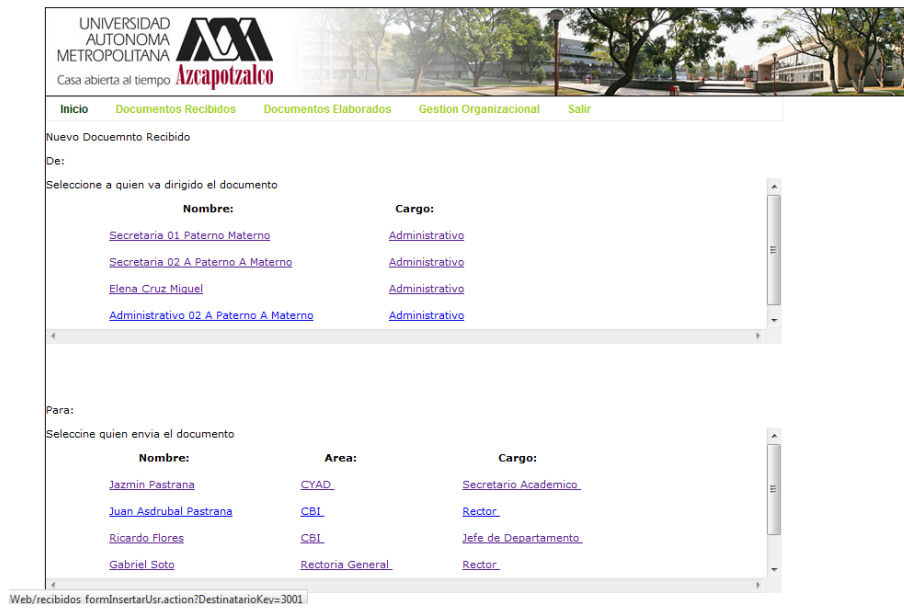 UNIVERSIDAD
AUTONOMA
METROPOLITANA
Casa abierta al tiempo Azcapotzalco
Inicio Documentos Recibidos Documentos Elaborados Gestion Organizacional Salir
Nuevo Docuemnto Recibido
De:
Seleccione a quien va dirigido el documento
Nombre: Cargo:
Secretaria 01 Paterno Materno Administrativo
Secretaria 02 A Paterno A Materno Administrativo
Elena Cruz Miguel Administrativo
Administrativo 02 A Paterno A Materno Administrativo
Para:
Seleccine quien envia el documento
Nombre: Area: Cargo:
Jazmin Pastrana CYAD Secretario Academico
Juan Asdrubal Pastrana CBI Rector
Ricardo Flores CBI Jefe de Departamento
Gabriel Soto Rectoria General Rector
Web/recibidos_formInsertarUsr.action?DestinatarioKey=3001